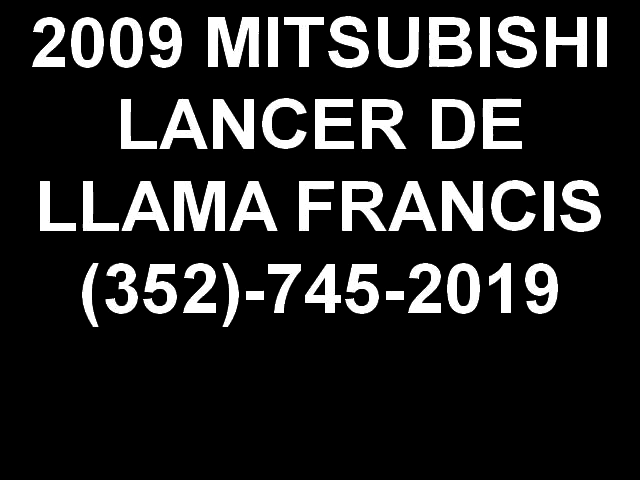 2009 MITSUBISHI
LANCER DE
LLAMA FRANCIS
(352)-745-2019